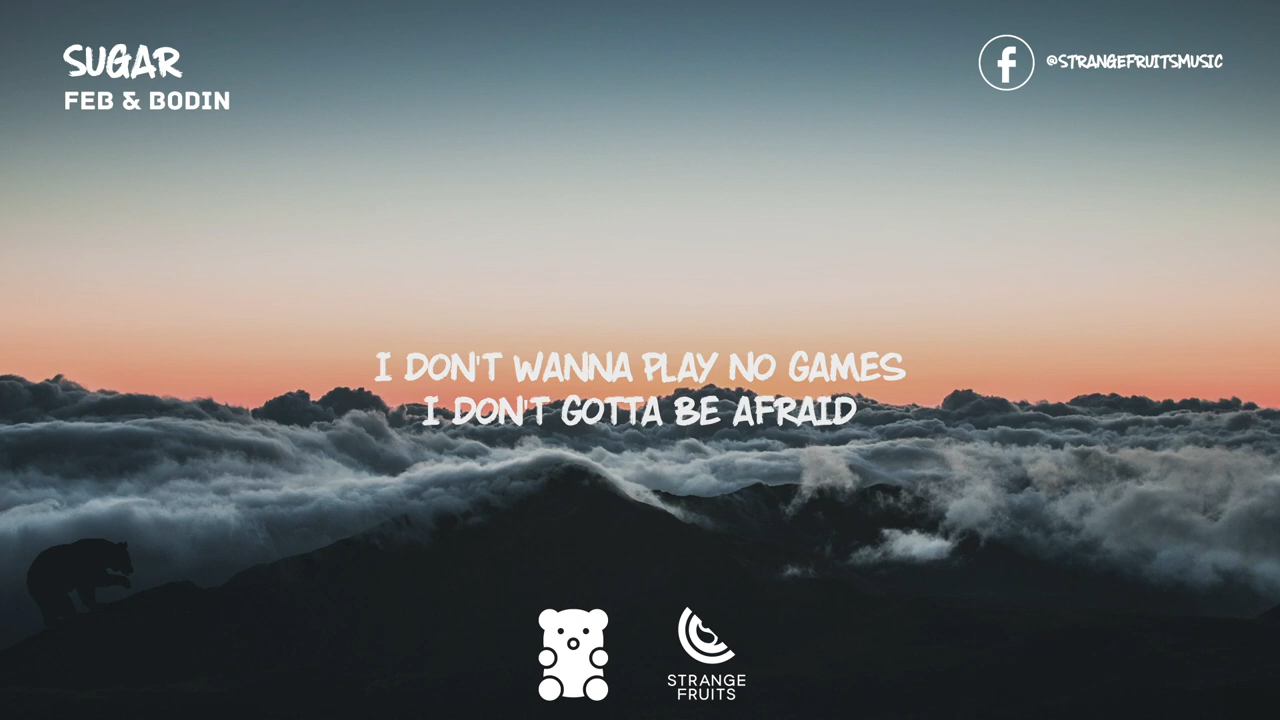 SUGAR
FEB & BODIN
@STRANGEFRUITSMUSIC
I DON'T WANNA PLAY NO GAMES
I DON'T GOTTA BE AFRAID
STRANGE
FRUITS